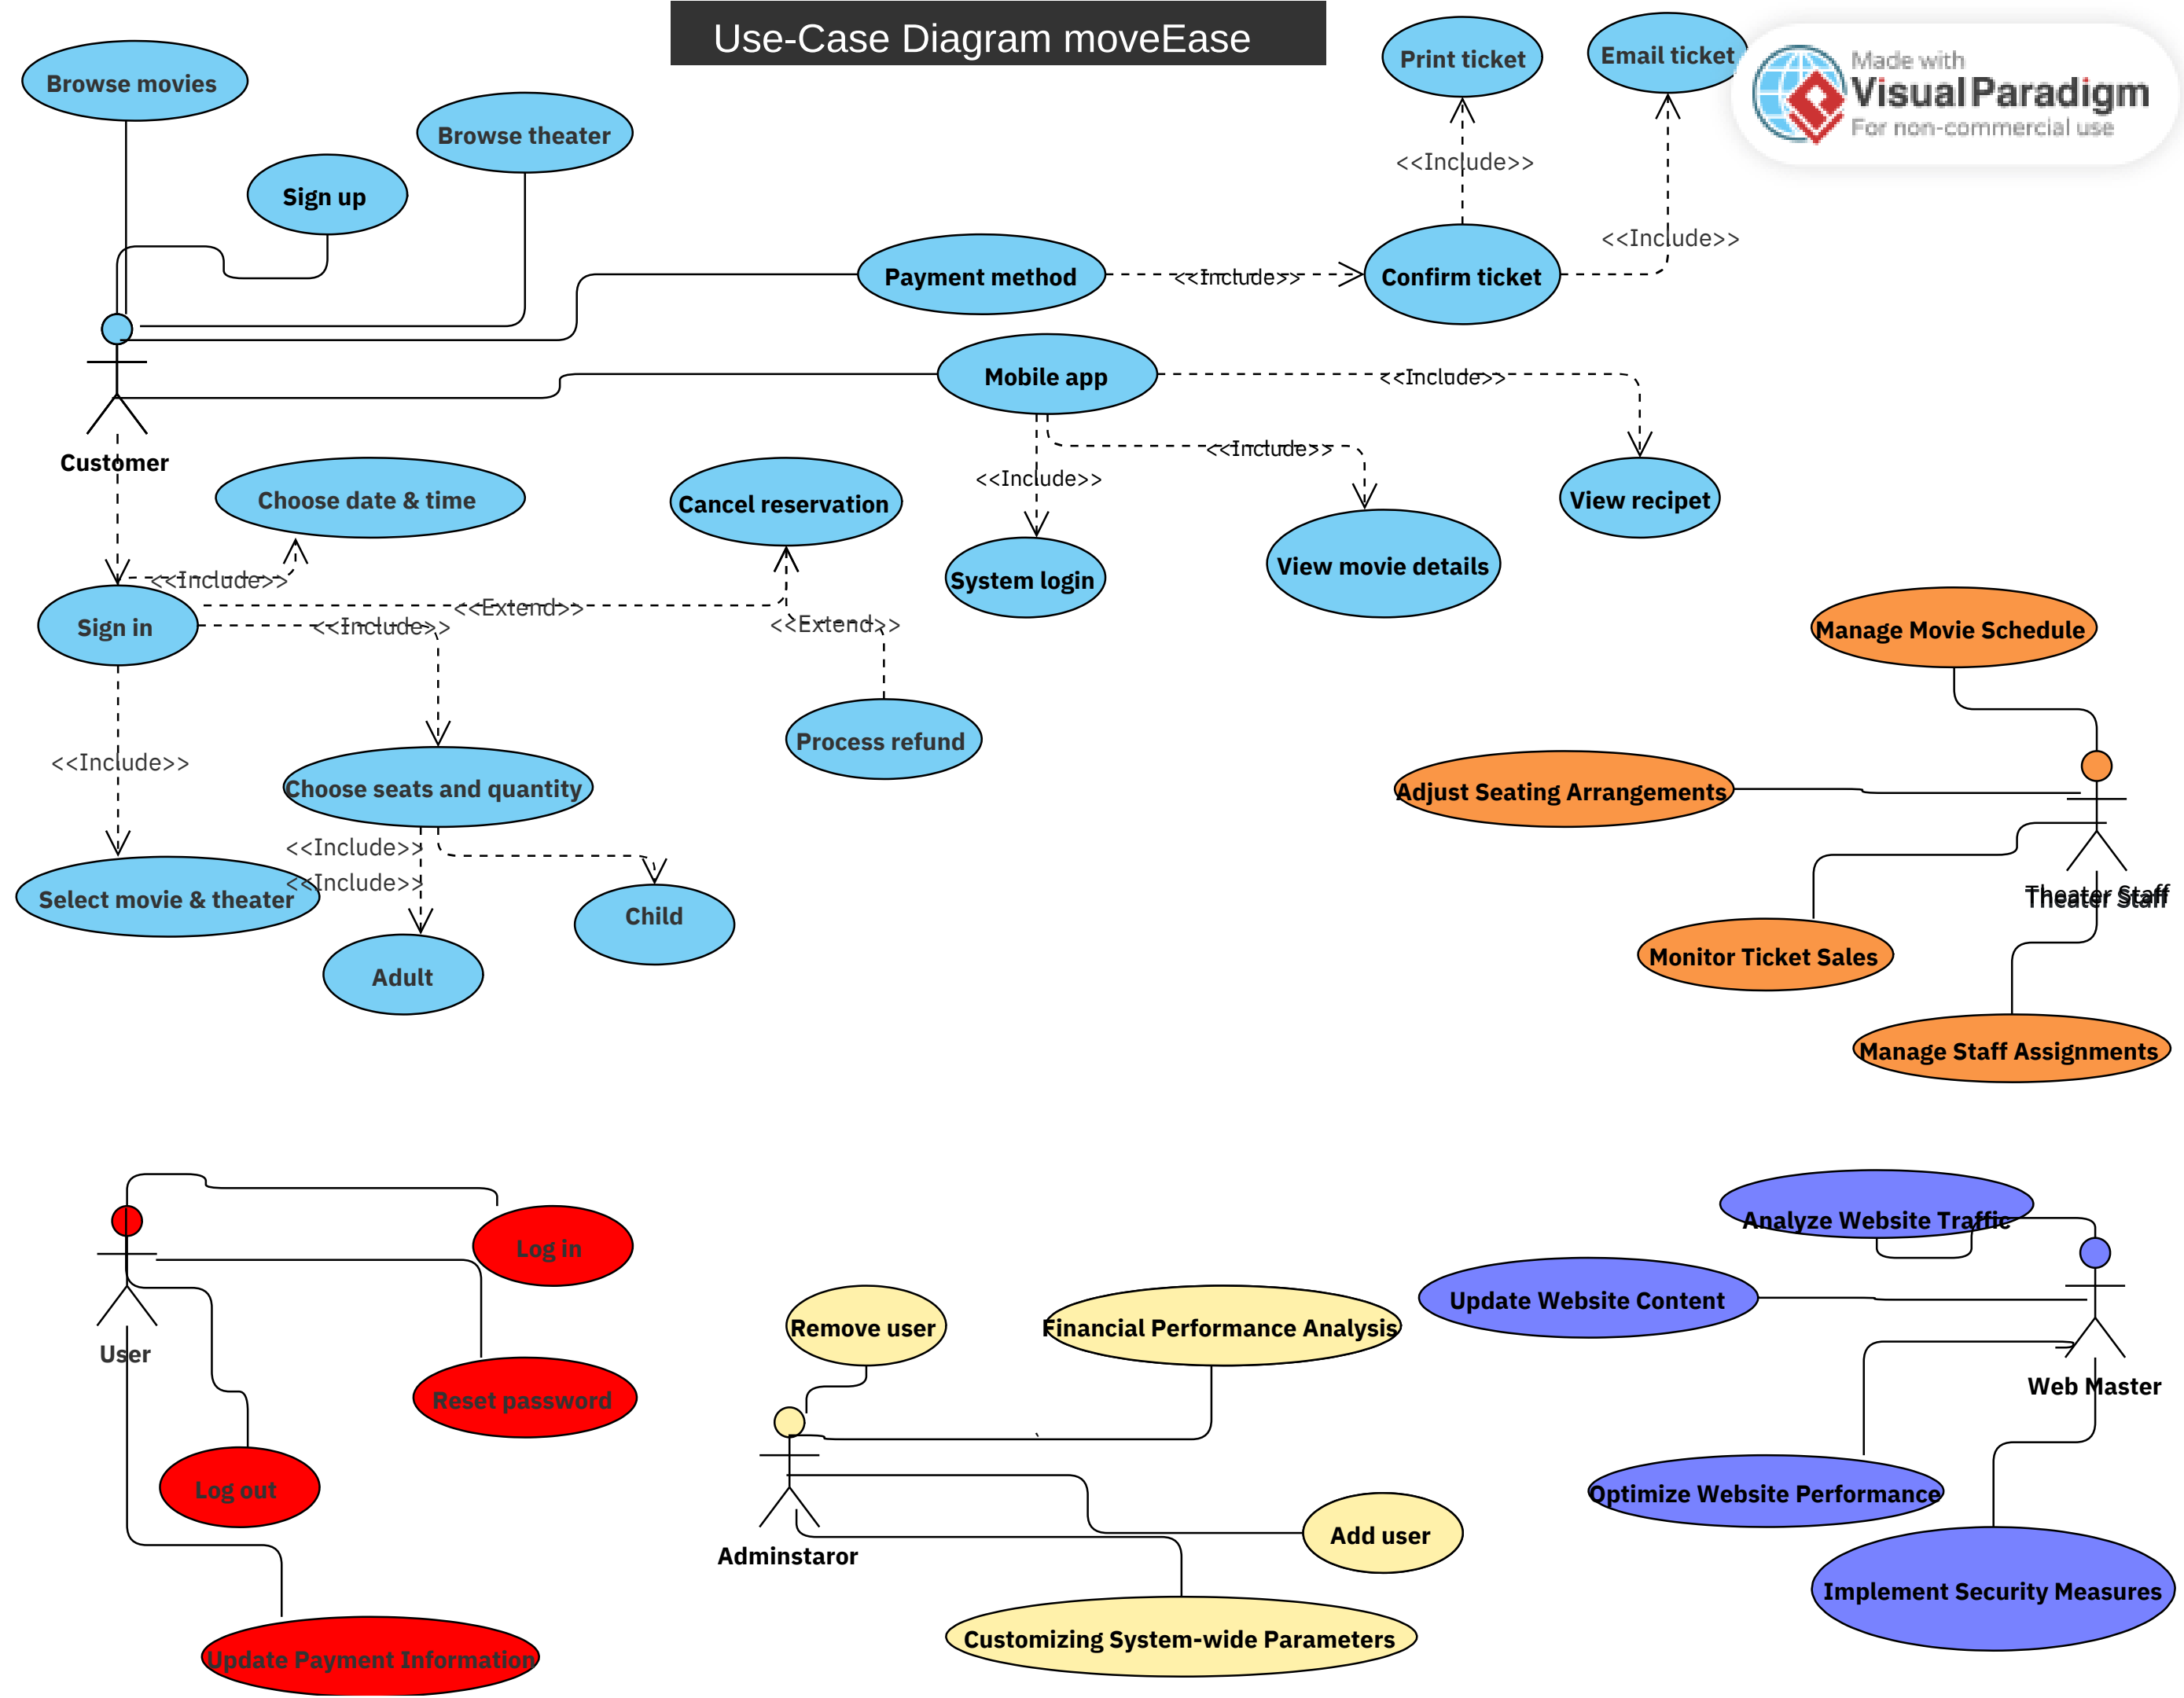 Use-Case Diagram moveEase
Made with
Visual Paradigm
For non-commercial use
Print ticket
Email ticket
Browse movies
Browse theater
Sign up
<<Include>>
<<Include>>
Payment method
<<Include>>
Confirm ticket
Mobile app
<<Include>>
Customer
<<Include>>
<<Include>>
Choose date & time
Cancel reservation
View recipet
System login
View movie details
<<Include>>
<<Extend>>
<<Include>>
<<Extend>>
Sign in
Manage Movie Schedule
Process refund
<<Include>>
Choose seats and quantity
Adjust Seating Arrangements
<<Include>>
<<Include>>
Select movie & theater
Child
Theater Staff
Theater Staff
Adult
Monitor Ticket Sales
Manage Staff Assignments
Log in
Analyze Website Traffic
User
Remove user
Financial Performance Analysis
Update Website Content
Reset password
Web Master
Log out
Optimize Website Performance
Adminstaror
Add user
Implement Security Measures
Customizing System-wide Parameters
Update Payment Information